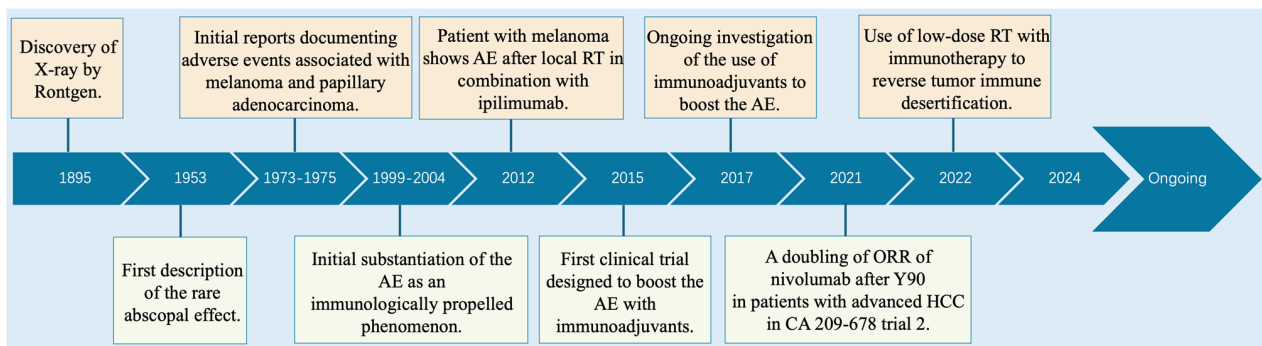 Discovery of
X-ray by
Rontgen.
Initial reports documenting
adverse events associated with
melanoma and papillary
adenocarcinoma.
Patient with melanoma
shows AE after local RT in
combination with
ipilimumab.
Ongoing investigation
of the use of
immunoadjuvants to
boost the AE.
Use of low-dose RT with
immunotherapy to
reverse tumor immune
desertification.
1895
1953
1973-1975
1999-2004
2012
2015
2017
2021
2022
2024
Ongoing
First description
of the rare
abscopal effect.
Initial substantiation of the
AE as an
immunologically propelled
phenomenon.
First clinical trial
designed to boost the
AE with
immunoadjuvants.
A doubling of ORR of
nivolumab after Y90
in patients with advanced HCC
in CA 209-678 trial 2.